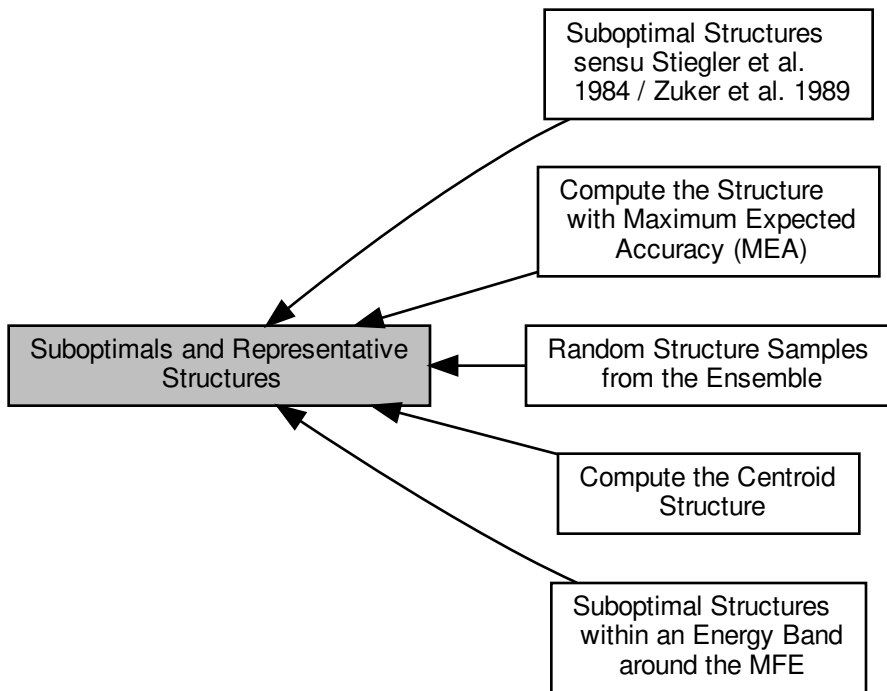 Suboptimal Structures
sensu Stiegler et al.
1984 / Zuker et al. 1989
Compute the Structure
with Maximum Expected
Accuracy (MEA)
Suboptimals and Representative
Structures
Random Structure Samples
from the Ensemble
Compute the Centroid
Structure
Suboptimal Structures
within an Energy Band
around the MFE